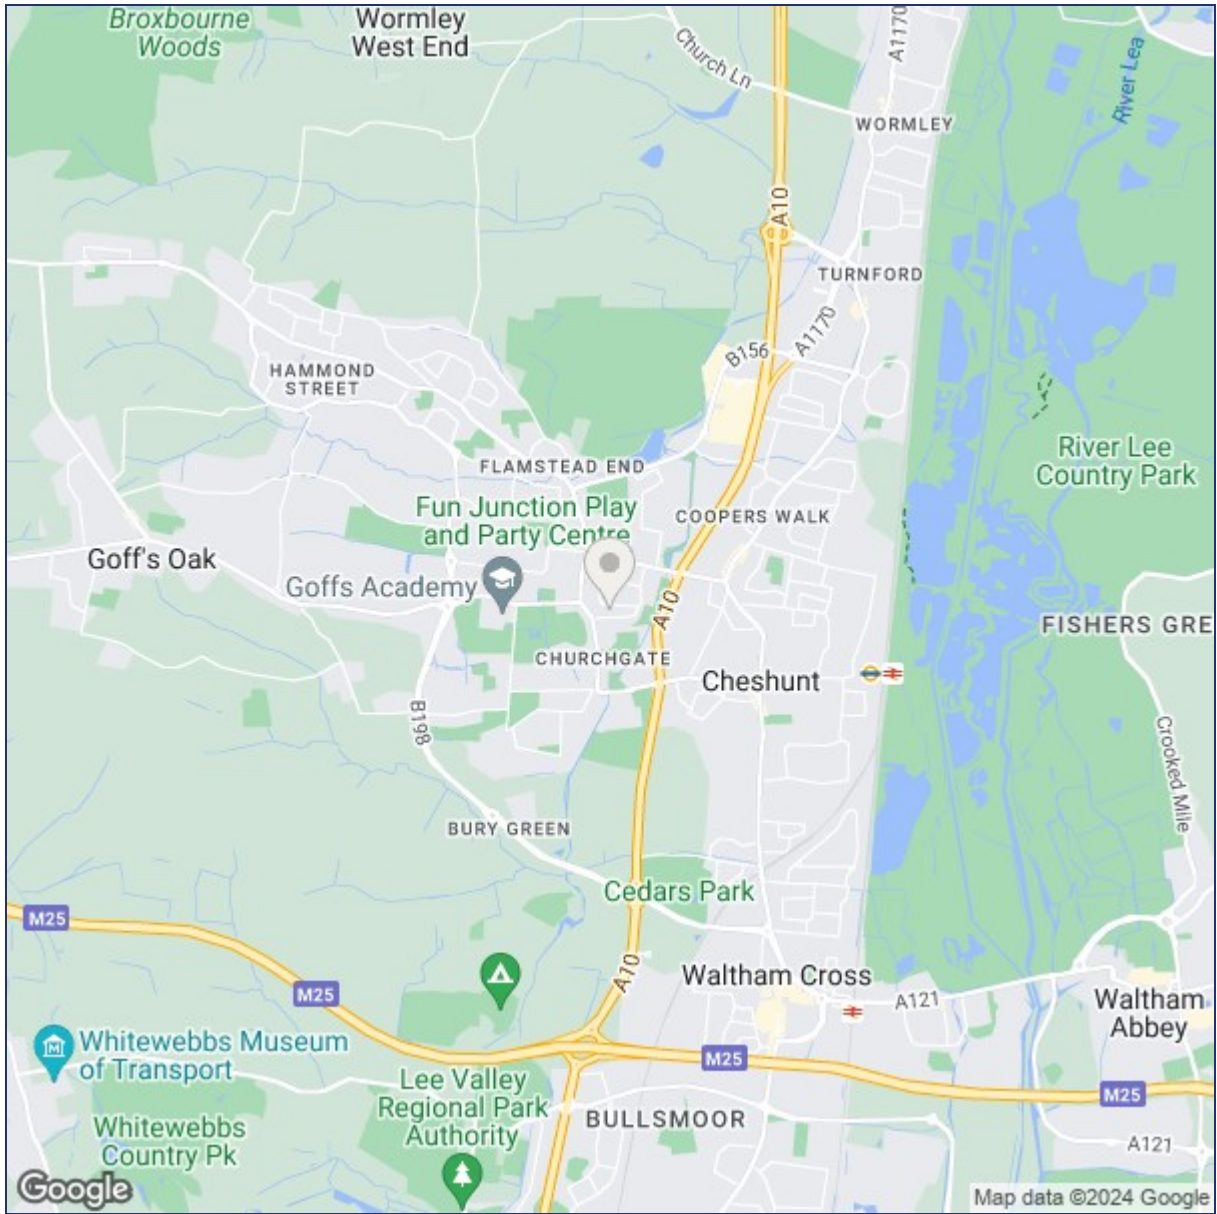 Broxbourne
Woods
Wormley
West End
Church Ln
A1170
River Lea
WORMLEY
A10
TURNFORD
A1170
B156
HAMMOND
STREET
River Lee
Country Park
FLAMSTEAD END
Fun Junction Play
and Party Centre
COOPERS WALK
Goff's Oak
Goffs Academy
A10
FISHERS GRE
CHURCHGATE
Cheshunt
B198
Crooked Mile
BURY GREEN
Cedars Park
M25
A10
Waltham Cross
M25
A121
Waltham
Abbey
Whitewebbs Museum
of Transport
M25
Lee Valley
Regional Park
Authority
M25
BULLSMOOR
Whitewebbs
Country Pk
A121
Google
Map data ©2024 Google